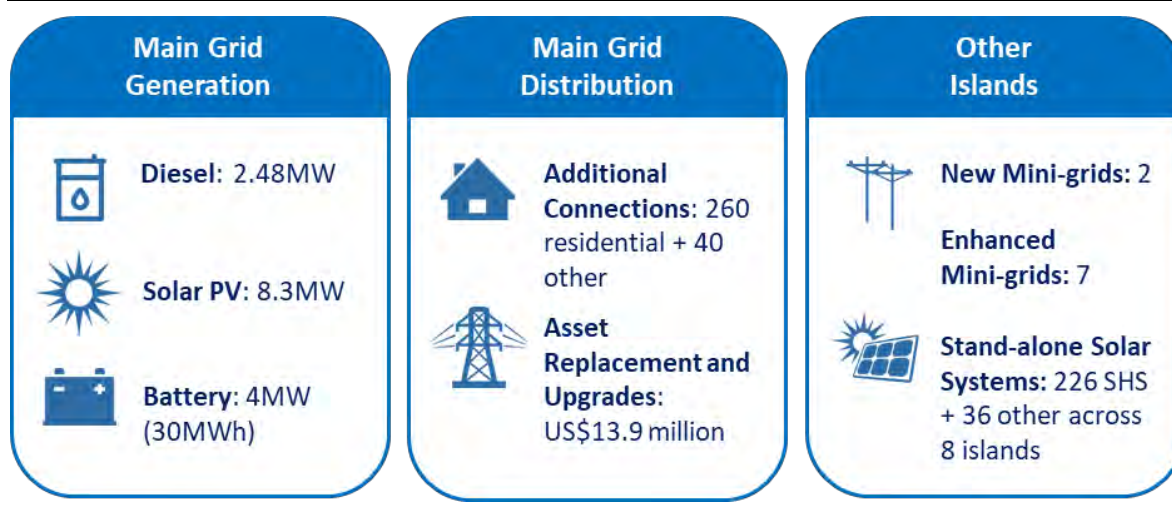 Main Grid
Generation
Diesel: 2.48MW
Solar PV: 8.3MW
Battery: 4MW
(30MWh)
Main Grid
Distribution
Additional
Connections: 260
residential + 40
other
Asset
Replacement and
Upgrades:
US$13.9 million
Other
Islands
New Mini-grids: 2
Enhanced
Mini-grids: 7
Stand-alone Solar
Systems: 226 SHS
+ 36 other across
8 islands